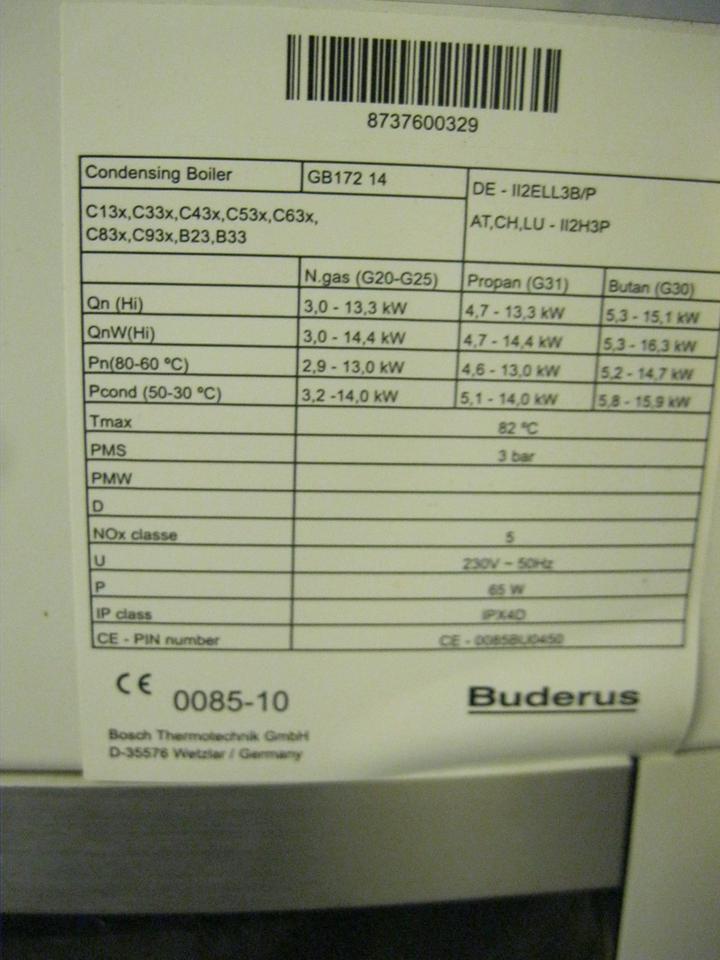 8737600329
Condensing Boiler GB172 14 DE - II2ELL3B/P
C13x,C33x,C43x,C53x,C63x, AT,CH,LU - II2H3P
C83x,C93x,B23,B33
N.gas (G20-G25) Propan (G31) Butan (G30)
Qn (Hi) 3,0 - 13,3 kW 4,7 - 13,3 kW 5,3 - 15,1 kW
QnW(Hi) 3,0 - 14,4 kW 4,7 - 14,4 kW 5,3 - 16,3 kW
Pn(80-60 ºC) 2,9 - 13,0 kW 4,6 - 13,0 kW 5,2 - 14,7 kW
Pcond (50-30 ºC) 3,2 -14,0 kW 5,1 - 14,0 kW 5,8 - 15,9 kW
Tmax 82 ºC
PMS 3 bar
PMW
D
NOx classe 5
U 230V ~ 50Hz
P 65 W
IP class IPX4D
CE - PIN number CE - 0085BU0450
CE 0085-10 Buderus
Bosch Thermotechnik GmbH
D-35576 Wetzlar / Germany